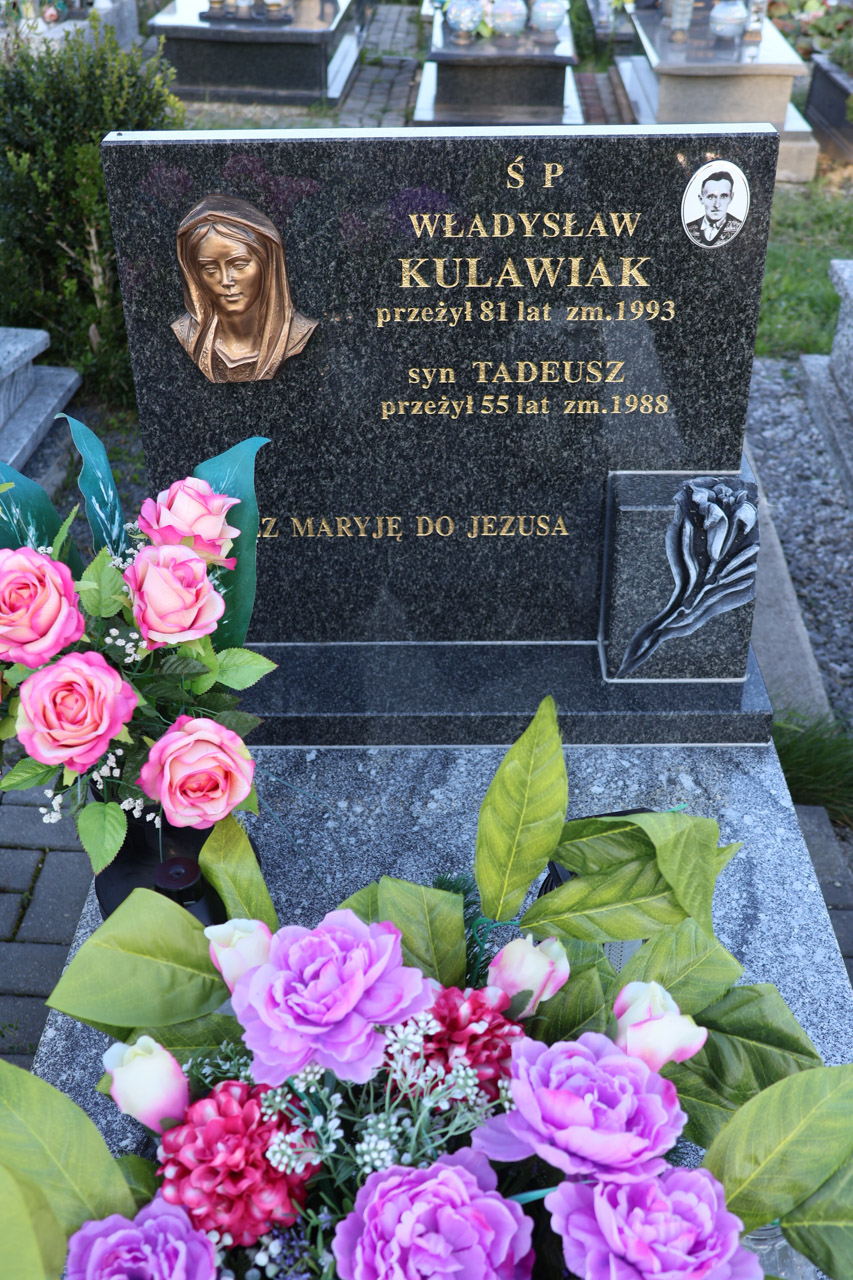 Ś P
WŁADYSŁAW
KULAWIAK
przeżył 81 lat zm.1993
syn TADEUSZ
przeżył 55 lat zm.1988
MARYJĘ DO JEZUSA